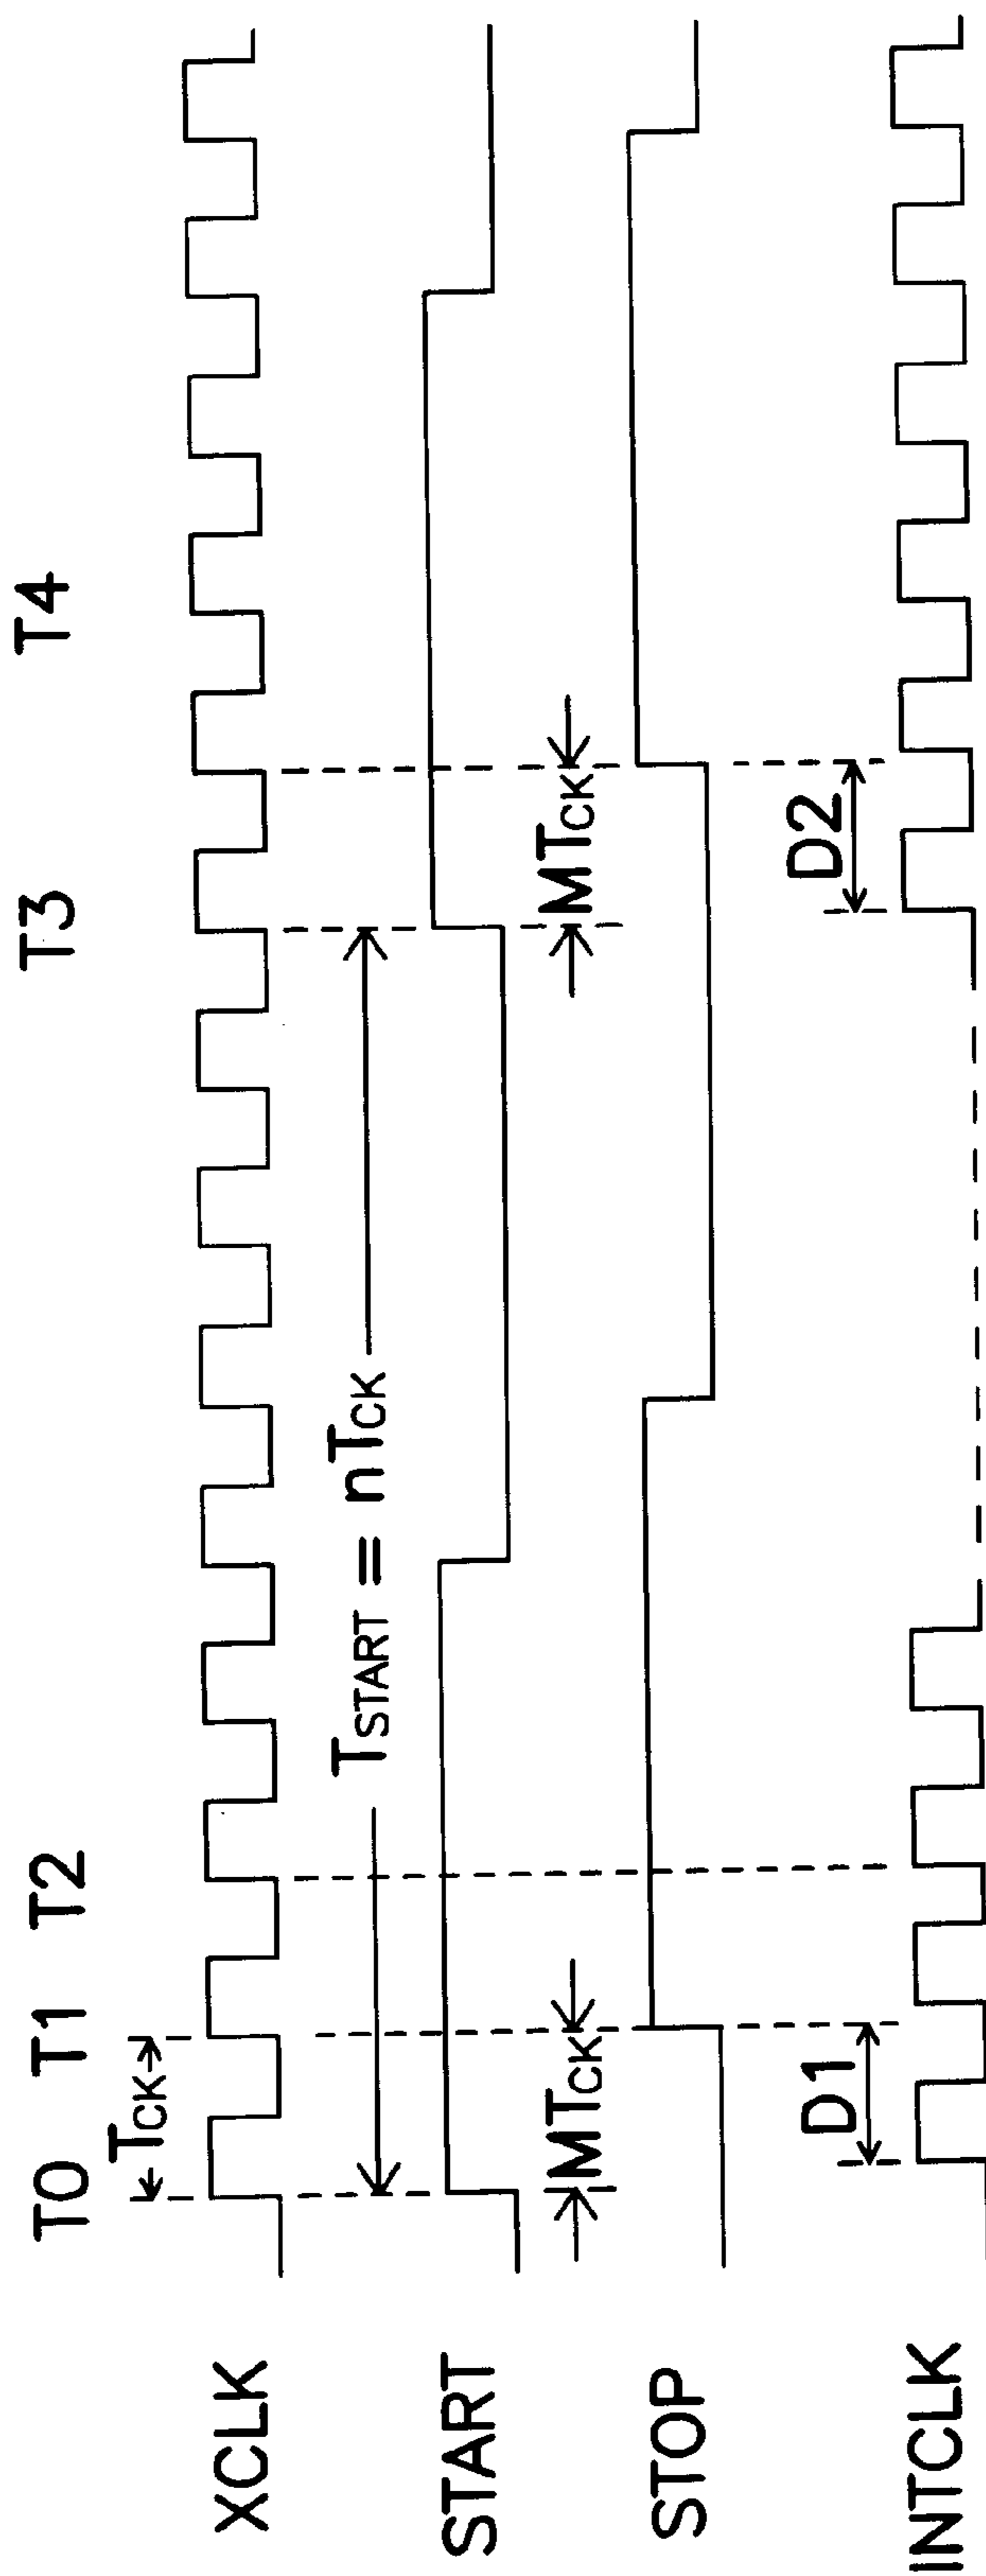 T0 T1 T2 T3 T4
TCK
XCLK
TSTART = nTCK
START
MTCK MTCK
STOP
D1 D2
INTCLK